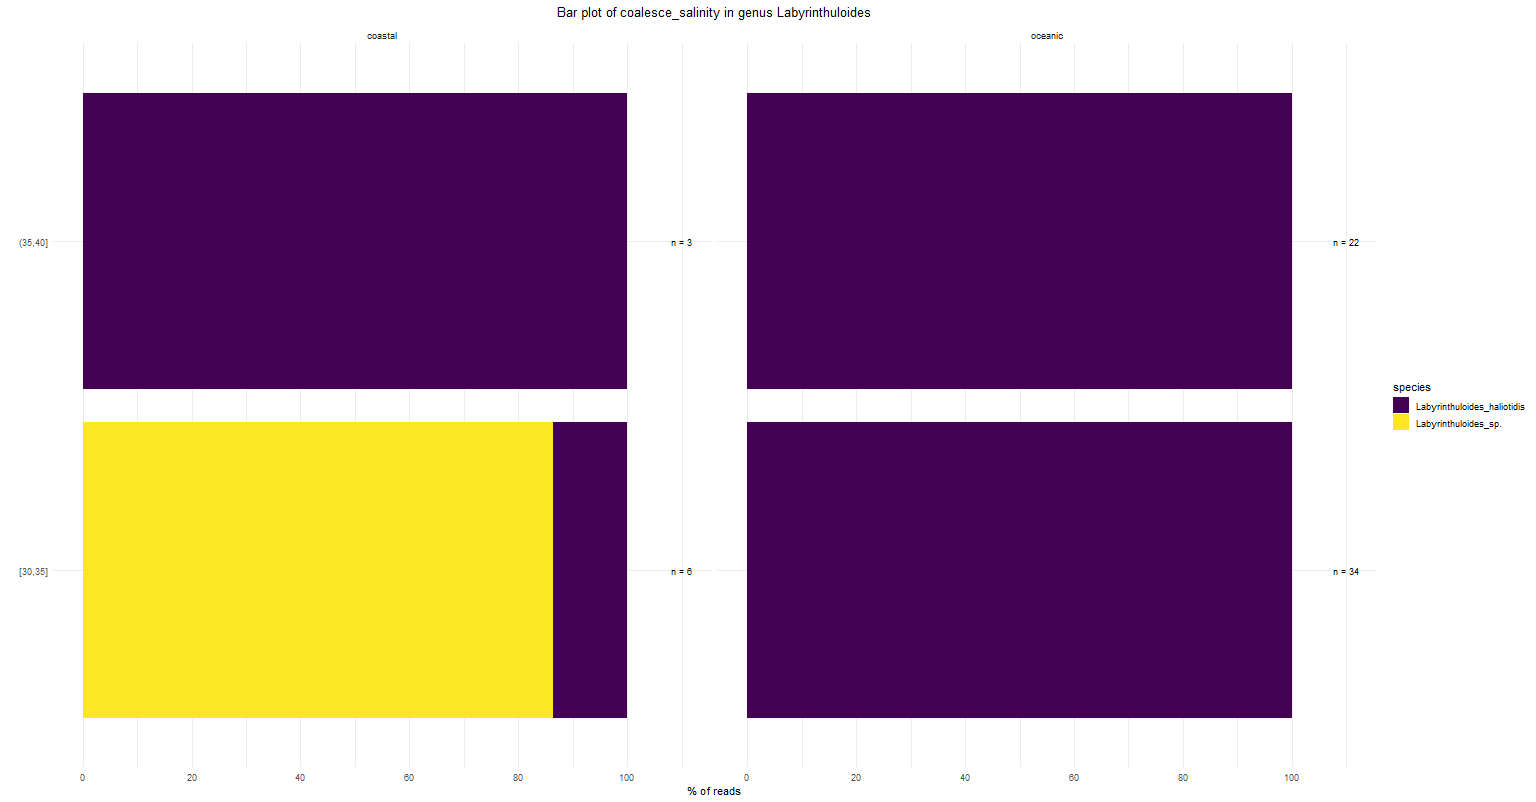 Bar plot of coalesce_salinity in genus Labyrinthuloides
coastal
oceanic
(35,40]
n = 3
n = 22
[30,35]
n = 6
n = 34
0 20 40 60 80 100
0 20 40 60 80 100
% of reads
species
Labyrinthuloides_haliotidis
Labyrinthuloides_sp.